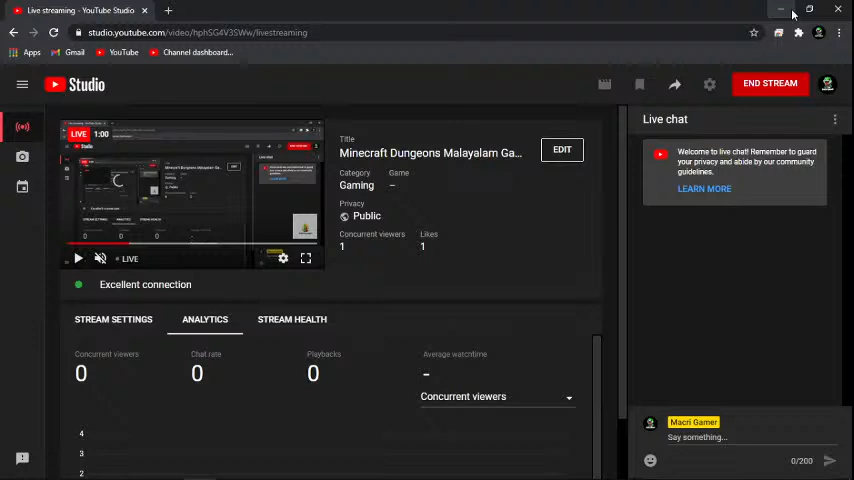 Live streaming - YouTube Studio
studio.youtube.com/video/hphSG4V3SWw/livestreaming
Apps
Gmail
YouTube
Channel dashboard...
Studio
END STREAM
LIVE
1:00
LIVE
Title
Minecraft Dungeons Malayalam Ga...
EDIT
Category
Game
Gaming
–
Privacy
Public
Concurrent viewers
Likes
1
1
Excellent connection
STREAM SETTINGS
ANALYTICS
STREAM HEALTH
Concurrent viewers
Chat rate
Playbacks
Average watchtime
0
0
0
-
Concurrent viewers
4
3
2
Live chat
Welcome to live chat! Remember to guard
your privacy and abide by our community
guidelines.
LEARN MORE
Macri Gamer
Say something...
0/200